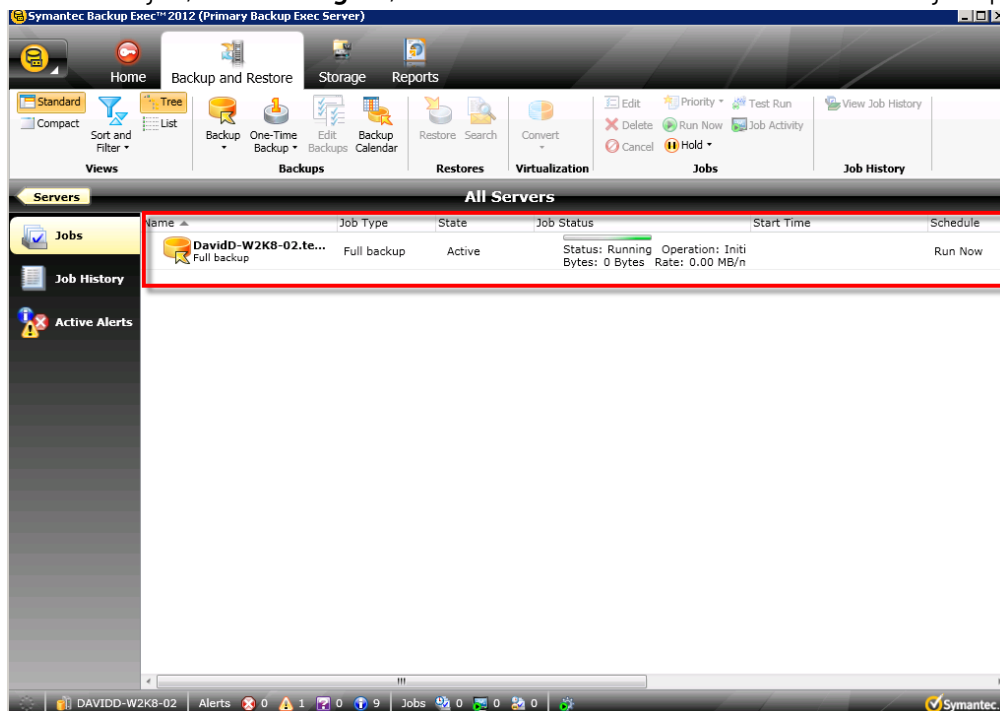 Symantec Backup Exec™ 2012 (Primary Backup Exec Server)
Home Backup and Restore Storage Reports
Standard Tree Edit Priority Test Run View Job History
Compact List Delete Run Now Job Activity
Sort and Filter Backup One-Time Backup Edit Backups Backup Calendar Restore Search Convert Cancel Hold
Views Backups Restores Virtualization Jobs Job History
Servers All Servers
Jobs
Job History
Active Alerts
Name Job Type State Job Status Start Time Schedule
DavidD-W2K8-02.te... Full backup Active Status: Running Operation: Initi Run Now
Full backup Bytes: 0 Bytes Rate: 0.00 MB/n
DAVIDD-W2K8-02 Alerts 0 1 0 9 Jobs 0 0 0 Symantec.